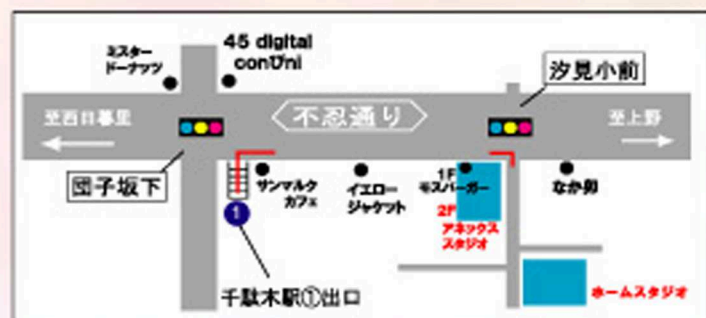 ミスター
ドーナッツ
45 digital
conびni
汐見小前
至西日暮里
不忍通り
至上野
団子坂下
サンマルク
カフェ
イエロー
ジャケット
1F
モスバーガー
2F
アネックス
スタジオ
なか卯
1
千駄木駅①出口
ホームスタジオ